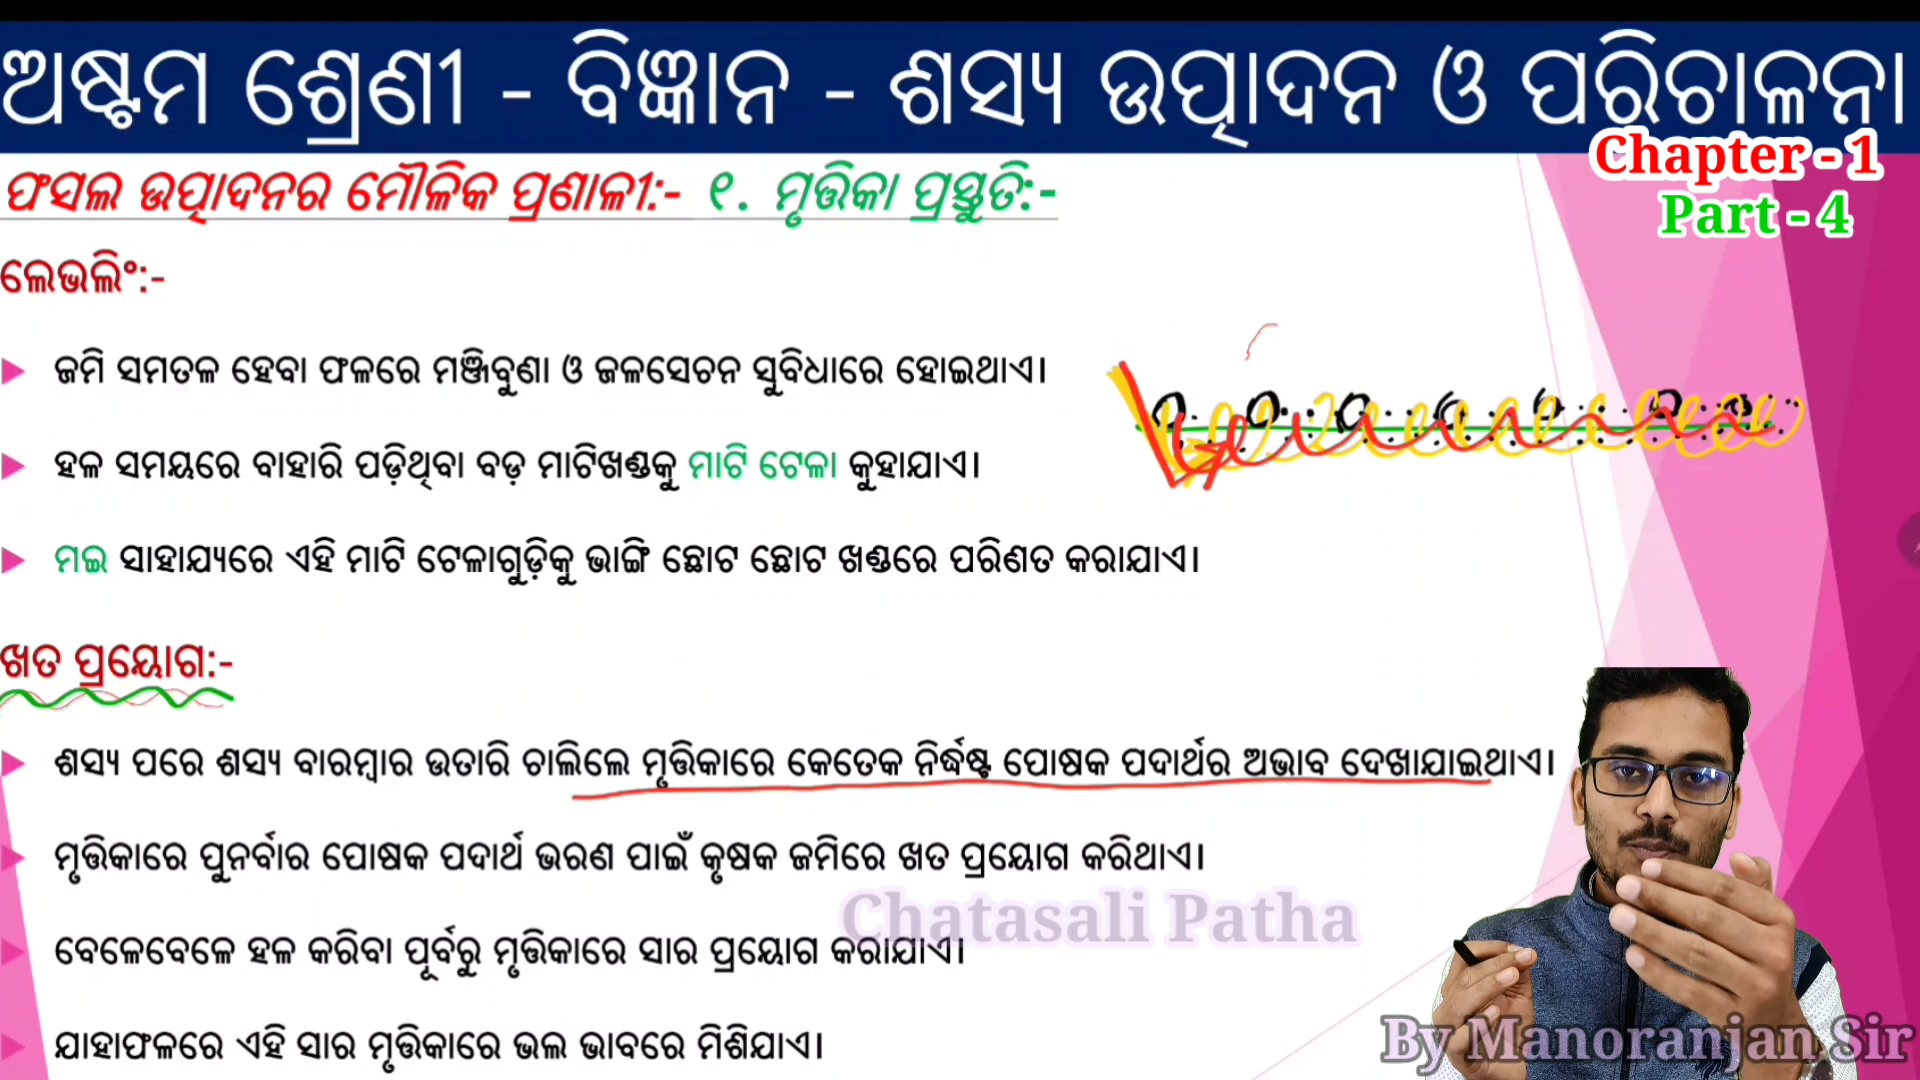 ଅଷ୍ଟମ ଶ୍ରେଣୀ - ବିଜ୍ଞାନ - ଶସ୍ୟ ଉତ୍ପାଦନ ଓ ପରିଚାଳନା
Chapter - 1
Part - 4
ଫସଲ ଉତ୍ପାଦନର ମୌଳିକ ପ୍ରଣାଳୀ:- ୧. ମୃତ୍ତିକା ପ୍ରସ୍ତୁତି:-
ଲେଭଲିଂ:-
ଜମି ସମତଳ ହେବା ଫଳରେ ମଞ୍ଜିବୁଣା ଓ ଜଳସେଚନ ସୁବିଧାରେ ହୋଇଥାଏ।
ହଳ ସମୟରେ ବାହାରି ପଡ଼ିଥିବା ବଡ଼ ମାଟିଖଣ୍ଡକୁ ମାଟି ଟେଳା କୁହାଯାଏ।
ମଇ ସାହାଯ୍ୟରେ ଏହି ମାଟି ଟେଳାଗୁଡ଼ିକୁ ଭାଙ୍ଗି ଛୋଟ ଛୋଟ ଖଣ୍ଡରେ ପରିଣତ କରାଯାଏ।
ଖତ ପ୍ରୟୋଗ:-
ଶସ୍ୟ ପରେ ଶସ୍ୟ ବାରମ୍ବାର ଉତାରି ଚାଲିଲେ ମୃତ୍ତିକାରେ କେତେକ ନିର୍ଦ୍ଧିଷ୍ଟ ପୋଷକ ପଦାର୍ଥର ଅଭାବ ଦେଖାଯାଇଥାଏ।
ମୃତ୍ତିକାରେ ପୁନର୍ବାର ପୋଷକ ପଦାର୍ଥ ଭରଣ ପାଇଁ କୃଷକ ଜମିରେ ଖତ ପ୍ରୟୋଗ କରିଥାଏ।
Chatasali Patha
ବେଳେବେଳେ ହଳ କରିବା ପୂର୍ବରୁ ମୃତ୍ତିକାରେ ସାର ପ୍ରୟୋଗ କରାଯାଏ।
ଯାହାଫଳରେ ଏହି ସାର ମୃତ୍ତିକାରେ ଭଲ ଭାବରେ ମିଶିଯାଏ।
By Manoranjan Sir